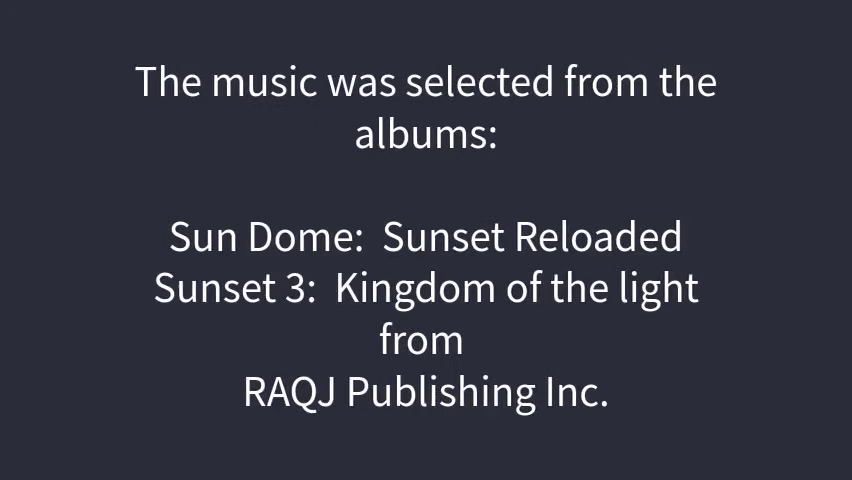 The music was selected from the
albums:
Sun Dome:  Sunset Reloaded
Sunset 3:  Kingdom of the light
from
RAQJ Publishing Inc.